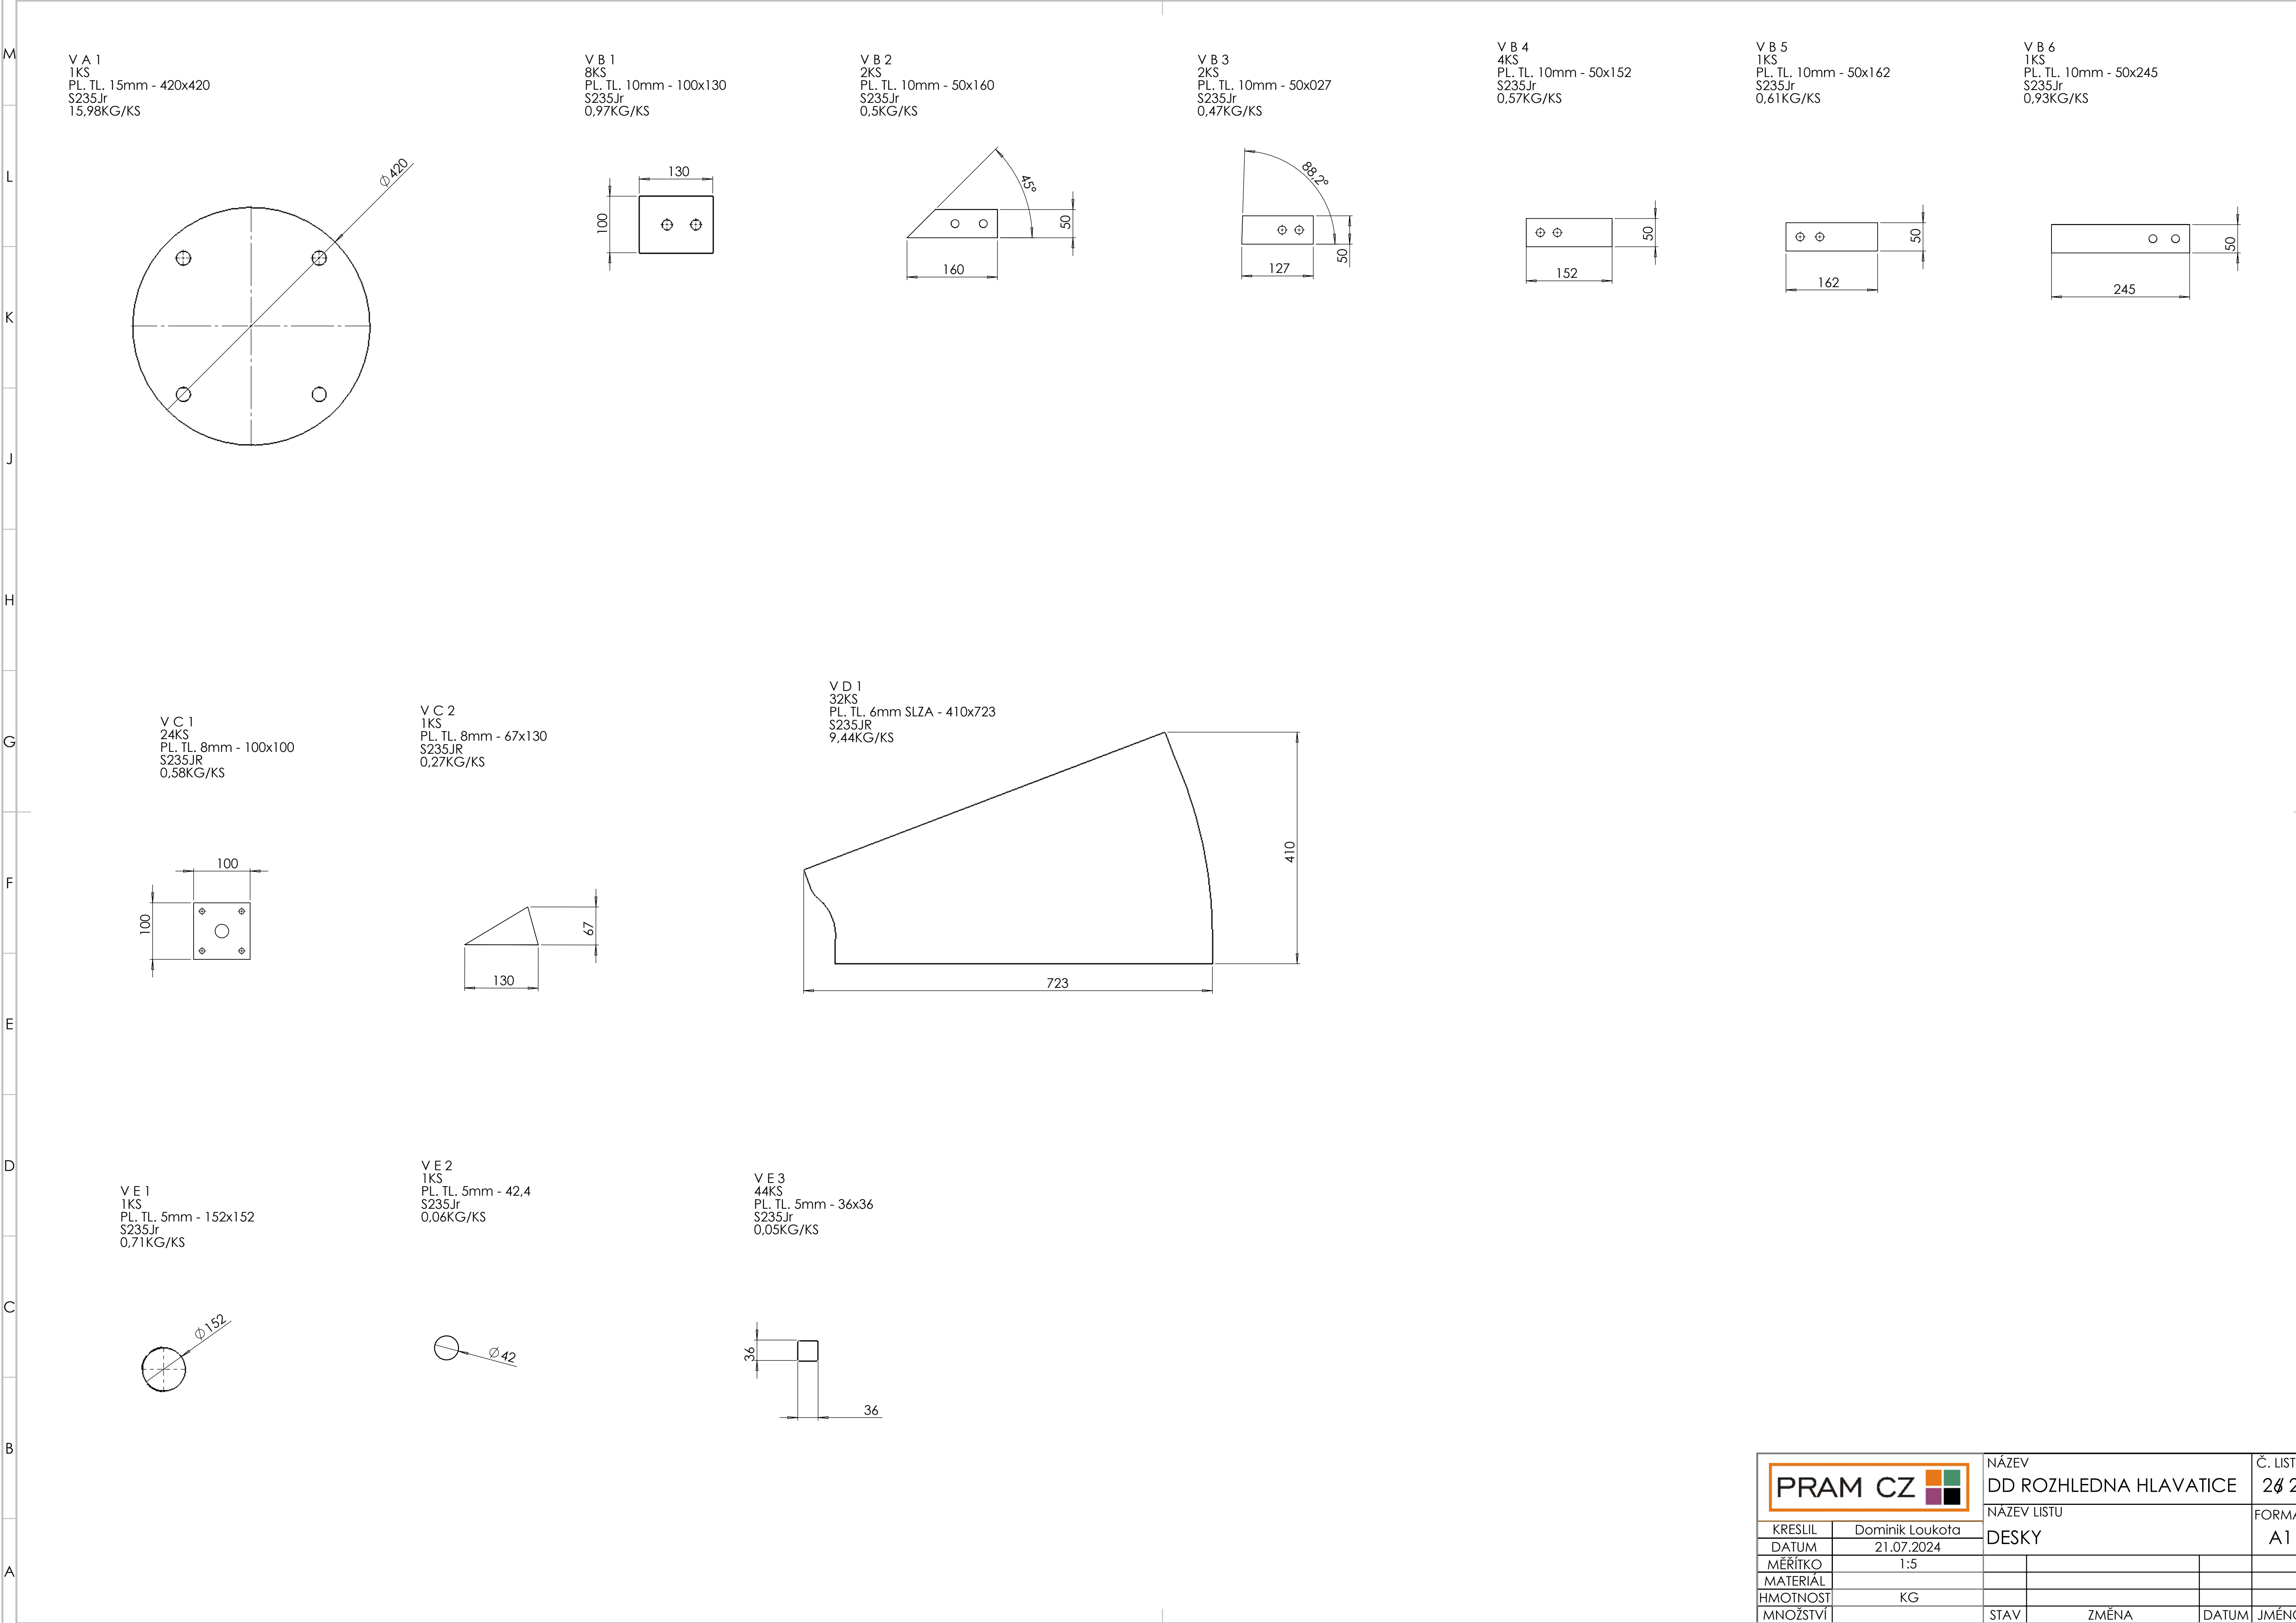 M
L
K
J
H
G
F
E
D
C
B
A
V A 1
1KS
PL. TL. 15mm - 420x420
S235Jr
15,98KG/KS
∅420
V B 1
8KS
PL. TL. 10mm - 100x130
S235Jr
0,97KG/KS
130
100
V B 2
2KS
PL. TL. 10mm - 50x160
S235Jr
0,5KG/KS
45°
50
160
V B 3
2KS
PL. TL. 10mm - 50x027
S235Jr
0,47KG/KS
88,2°
50
127
V B 4
4KS
PL. TL. 10mm - 50x152
S235Jr
0,57KG/KS
50
152
V B 5
1KS
PL. TL. 10mm - 50x162
S235Jr
0,61KG/KS
50
162
V B 6
1KS
PL. TL. 10mm - 50x245
S235Jr
0,93KG/KS
50
245
V C 1
24KS
PL. TL. 8mm - 100x100
S235JR
0,58KG/KS
100
100
V C 2
1KS
PL. TL. 8mm - 67x130
S235JR
0,27KG/KS
67
130
V D 1
32KS
PL. TL. 6mm SLZA - 410x723
S235JR
9,44KG/KS
410
723
V E 1
1KS
PL. TL. 5mm - 152x152
S235Jr
0,71KG/KS
∅152
V E 2
1KS
PL. TL. 5mm - 42,4
S235Jr
0,06KG/KS
∅42
V E 3
44KS
PL. TL. 5mm - 36x36
S235Jr
0,05KG/KS
36
36
PRAM CZ
NÁZEV
DD ROZHLEDNA HLAVATICE
NÁZEV LISTU
DESKY
Č. LIST
A1
KRESLIL Dominik Loukota
DATUM 21.07.2024
MĚŘÍTKO 1:5
MATERIÁL
HMOTNOST KG
MNOŽSTVÍ
STAV ZMĚNA DATUM